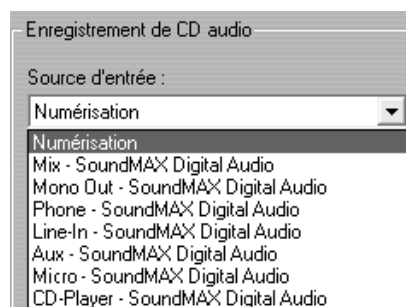 Enregistrement de CD audio
Source d'entrée :
Numérisation
Numérisation
Mix - SoundMAX Digital Audio
Mono Out - SoundMAX Digital Audio
Phone - SoundMAX Digital Audio
Line-In - SoundMAX Digital Audio
Aux - SoundMAX Digital Audio
Micro - SoundMAX Digital Audio
CD-Player - SoundMAX Digital Audio